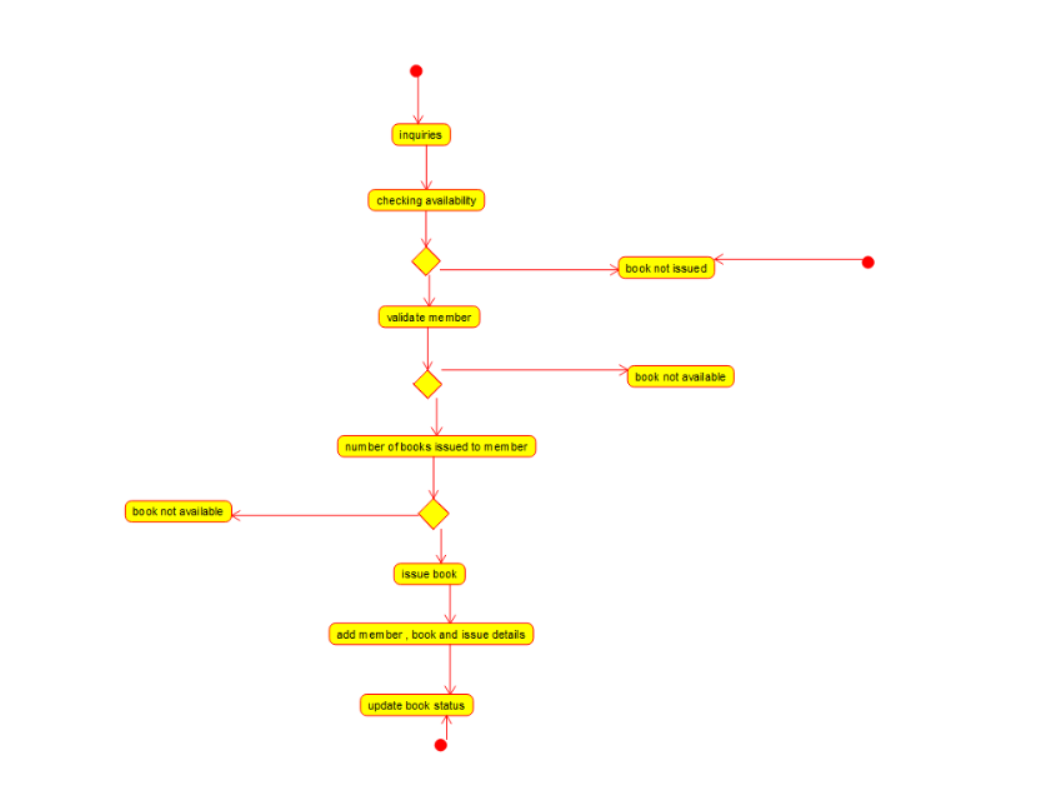 inquiries
checking availability
book not issued
validate member
book not available
number of books issued to member
book not available
issue book
add member , book and issue details
update book status